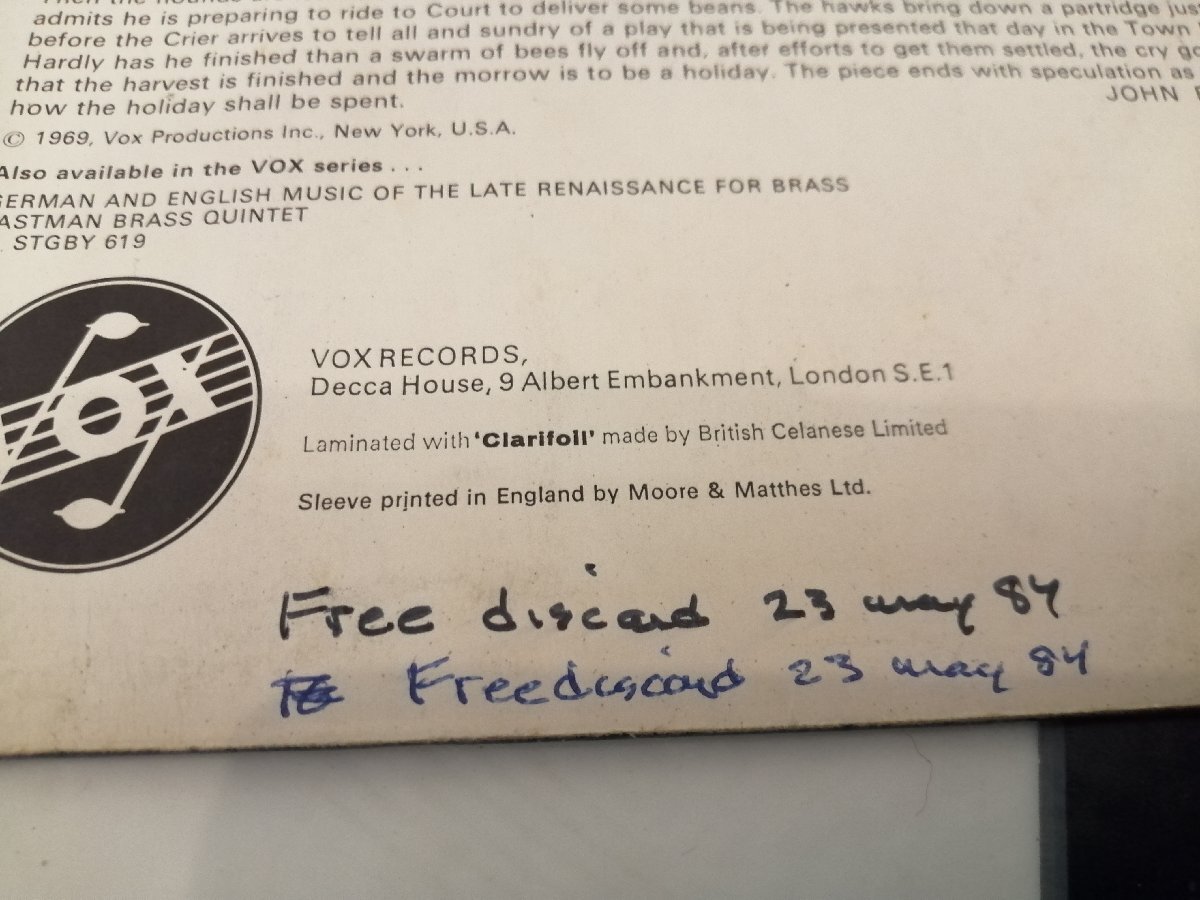 admits he is preparing to ride to Court to deliver some beans. The hawks bring down a partridge just
before the Crier arrives to tell all and sundry of a play that is being presented that day in the Town
Hardly has he finished than a swarm of bees fly off and, after efforts to get them settled, the cry go
that the harvest is finished and the morrow is to be a holiday. The piece ends with speculation as
how the holiday shall be spent.
JOHN
© 1969, Vox Productions Inc., New York, U.S.A.
Also available in the VOX series . . .
GERMAN AND ENGLISH MUSIC OF THE LATE RENAISSANCE FOR BRASS
EASTMAN BRASS QUINTET
STGBY 619
VOX
VOX RECORDS,
Decca House, 9 Albert Embankment, London S.E.1
Laminated with 'Clarifoil' made by British Celanese Limited
Sleeve printed in England by Moore & Matthes Ltd.
Free discard 23 may 84
Free discard 23 may 84